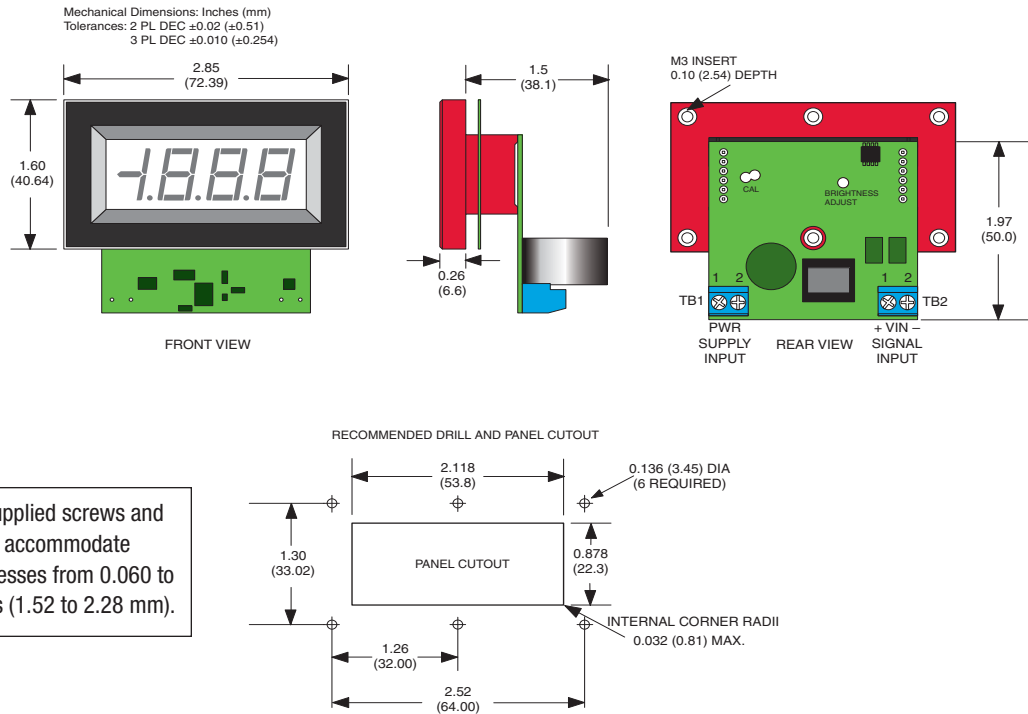 Mechanical Dimensions: Inches (mm)
Tolerances: 2 PL DEC ±0.02 (±0.51)
3 PL DEC ±0.010 (±0.254)
2.85
(72.39)
1.60
(40.64)
-1.8.8.8
FRONT VIEW
1.5
(38.1)
0.26
(6.6)
M3 INSERT
0.10 (2.54) DEPTH
CAL
BRIGHTNESS
ADJUST
1.97
(50.0)
1 2
1 2
TB1
TB2
PWR
SUPPLY
INPUT
REAR VIEW
+ VIN –
SIGNAL
INPUT
RECOMMENDED DRILL AND PANEL CUTOUT
2.118
(53.8)
0.136 (3.45) DIA
(6 REQUIRED)
1.30
(33.02)
PANEL CUTOUT
0.878
(22.3)
INTERNAL CORNER RADII
0.032 (0.81) MAX.
1.26
(32.00)
2.52
(64.00)
upplied screws and
accommodate
esses from 0.060 to
s (1.52 to 2.28 mm).